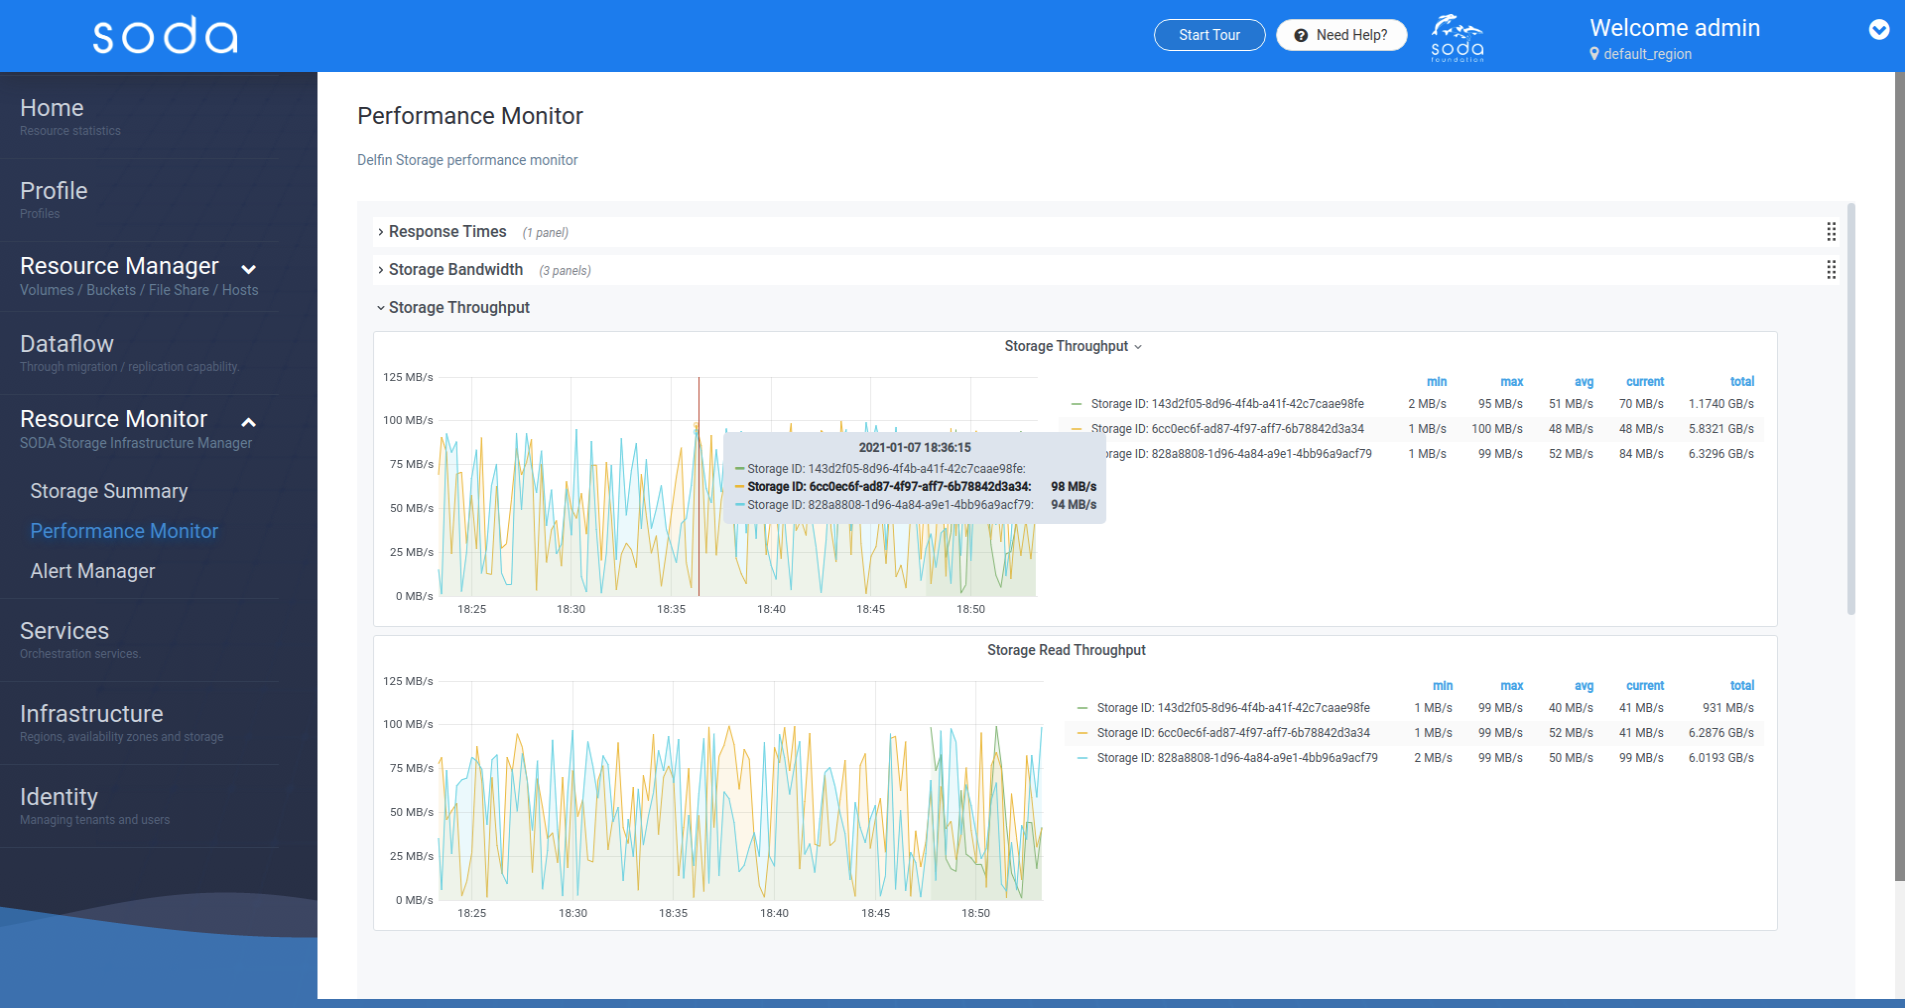 soda
Start Tour
Need Help?
soda
foundation
Welcome admin
default_region
Home
Resource statistics
Profile
Profiles
Resource Manager
Volumes / Buckets / File Share / Hosts
Dataflow
Through migration / replication capability.
Resource Monitor
SODA Storage Infrastructure Manager
Storage Summary
Performance Monitor
Alert Manager
Services
Orchestration services.
Infrastructure
Regions, availability zones and storage
Identity
Managing tenants and users
Performance Monitor
Delfin Storage performance monitor
Response Times (1 panel)
Storage Bandwidth (3 panels)
Storage Throughput
Storage Throughput
125 MB/s
100 MB/s
75 MB/s
50 MB/s
25 MB/s
0 MB/s
18:25 18:30 18:35 18:40 18:45 18:50
2021-01-07 18:36:15
Storage ID: 143d2f05-8d96-4f4b-a41f-42c7caae98fe:
Storage ID: 6cc0ec6f-ad87-4f97-aff7-6b78842d3a34: 98 MB/s
Storage ID: 828a8808-1d96-4a84-a9e1-4bb96a9acf79: 94 MB/s
min max avg current total
Storage ID: 143d2f05-8d96-4f4b-a41f-42c7caae98fe 2 MB/s 95 MB/s 51 MB/s 70 MB/s 1.1740 GB/s
Storage ID: 6cc0ec6f-ad87-4f97-aff7-6b78842d3a34 1 MB/s 100 MB/s 48 MB/s 48 MB/s 5.8321 GB/s
orage ID: 828a8808-1d96-4a84-a9e1-4bb96a9acf79 1 MB/s 99 MB/s 52 MB/s 84 MB/s 6.3296 GB/s
Storage Read Throughput
125 MB/s
100 MB/s
75 MB/s
50 MB/s
25 MB/s
0 MB/s
18:25 18:30 18:35 18:40 18:45 18:50
min max avg current total
Storage ID: 143d2f05-8d96-4f4b-a41f-42c7caae98fe 1 MB/s 99 MB/s 40 MB/s 41 MB/s 931 MB/s
Storage ID: 6cc0ec6f-ad87-4f97-aff7-6b78842d3a34 1 MB/s 99 MB/s 52 MB/s 41 MB/s 6.2876 GB/s
Storage ID: 828a8808-1d96-4a84-a9e1-4bb96a9acf79 2 MB/s 99 MB/s 50 MB/s 99 MB/s 6.0193 GB/s